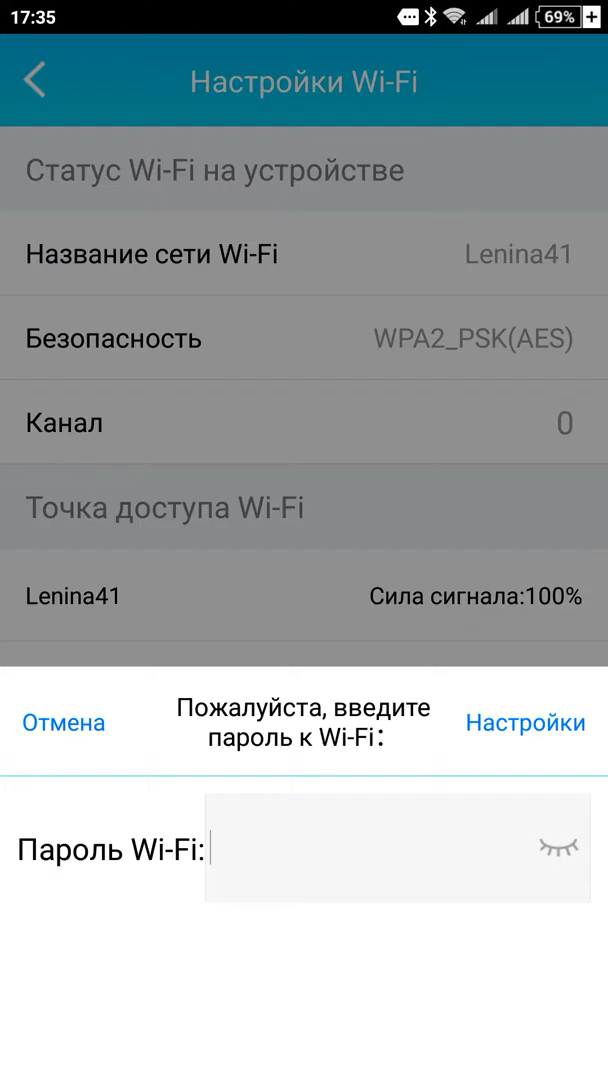 17:35
69%
Настройки Wi-Fi
Статус Wi-Fi на устройстве
Название сети Wi-Fi Lenina41
Безопасность WPA2_PSK(AES)
Канал 0
Точка доступа Wi-Fi
Lenina41 Сила сигнала:100%
Отмена
Пожалуйста, введите
пароль к Wi-Fi:
Настройки
Пароль Wi-Fi: